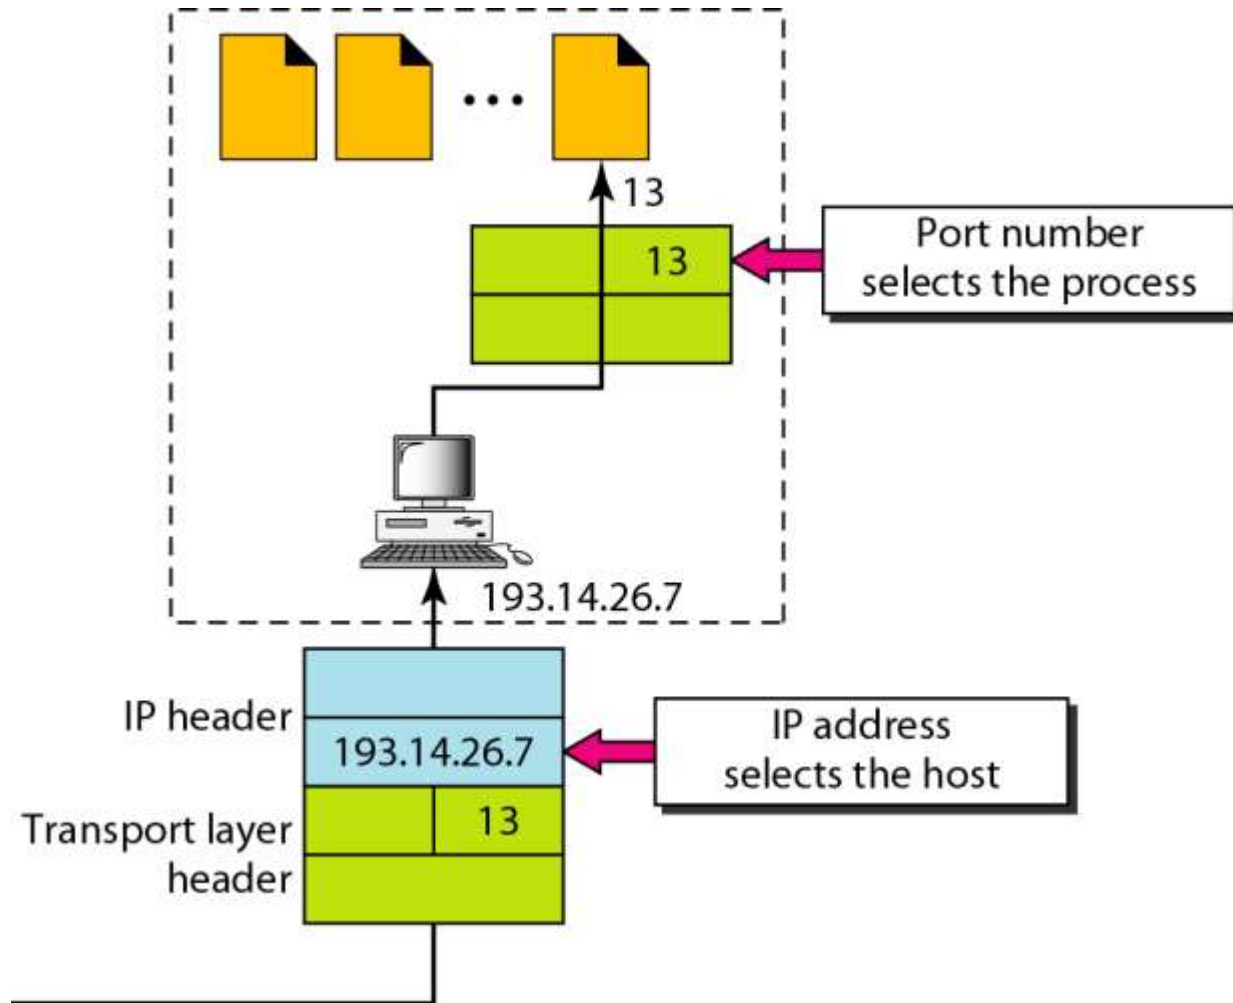 13
13
Port number
selects the process
193.14.26.7
IP header
193.14.26.7
IP address
selects the host
Transport layer
header
13